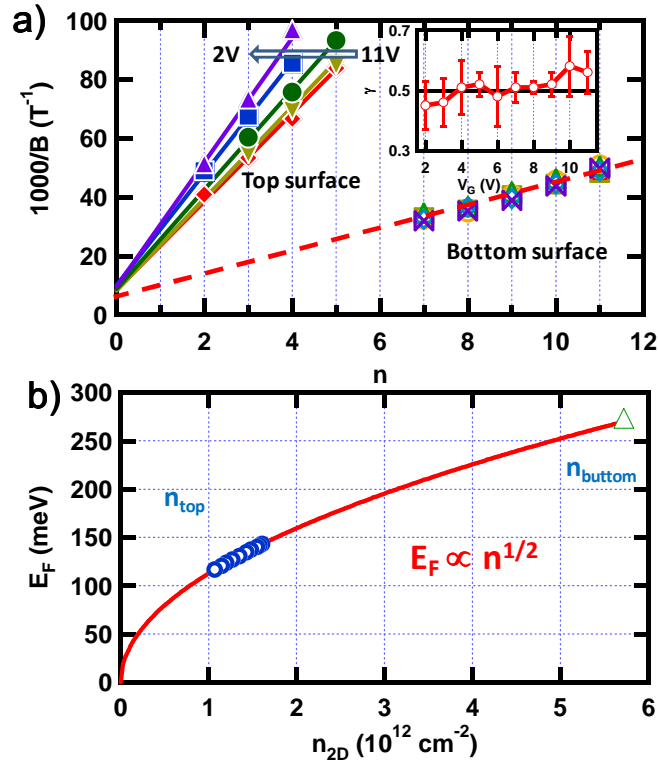 a)
100
80
60
40
20
0
1000/B (T⁻¹)
2V
11V
Top surface
Bottom surface
0.7
0.5
0.3
γ
2 4 6 8 10
V_G (V)
0 2 4 6 8 10 12
n
b)
300
250
200
150
100
50
0
E_F (meV)
n_top
n_buttom
E_F ∝ n^1/2
0 1 2 3 4 5 6
n_2D (10¹² cm⁻²)